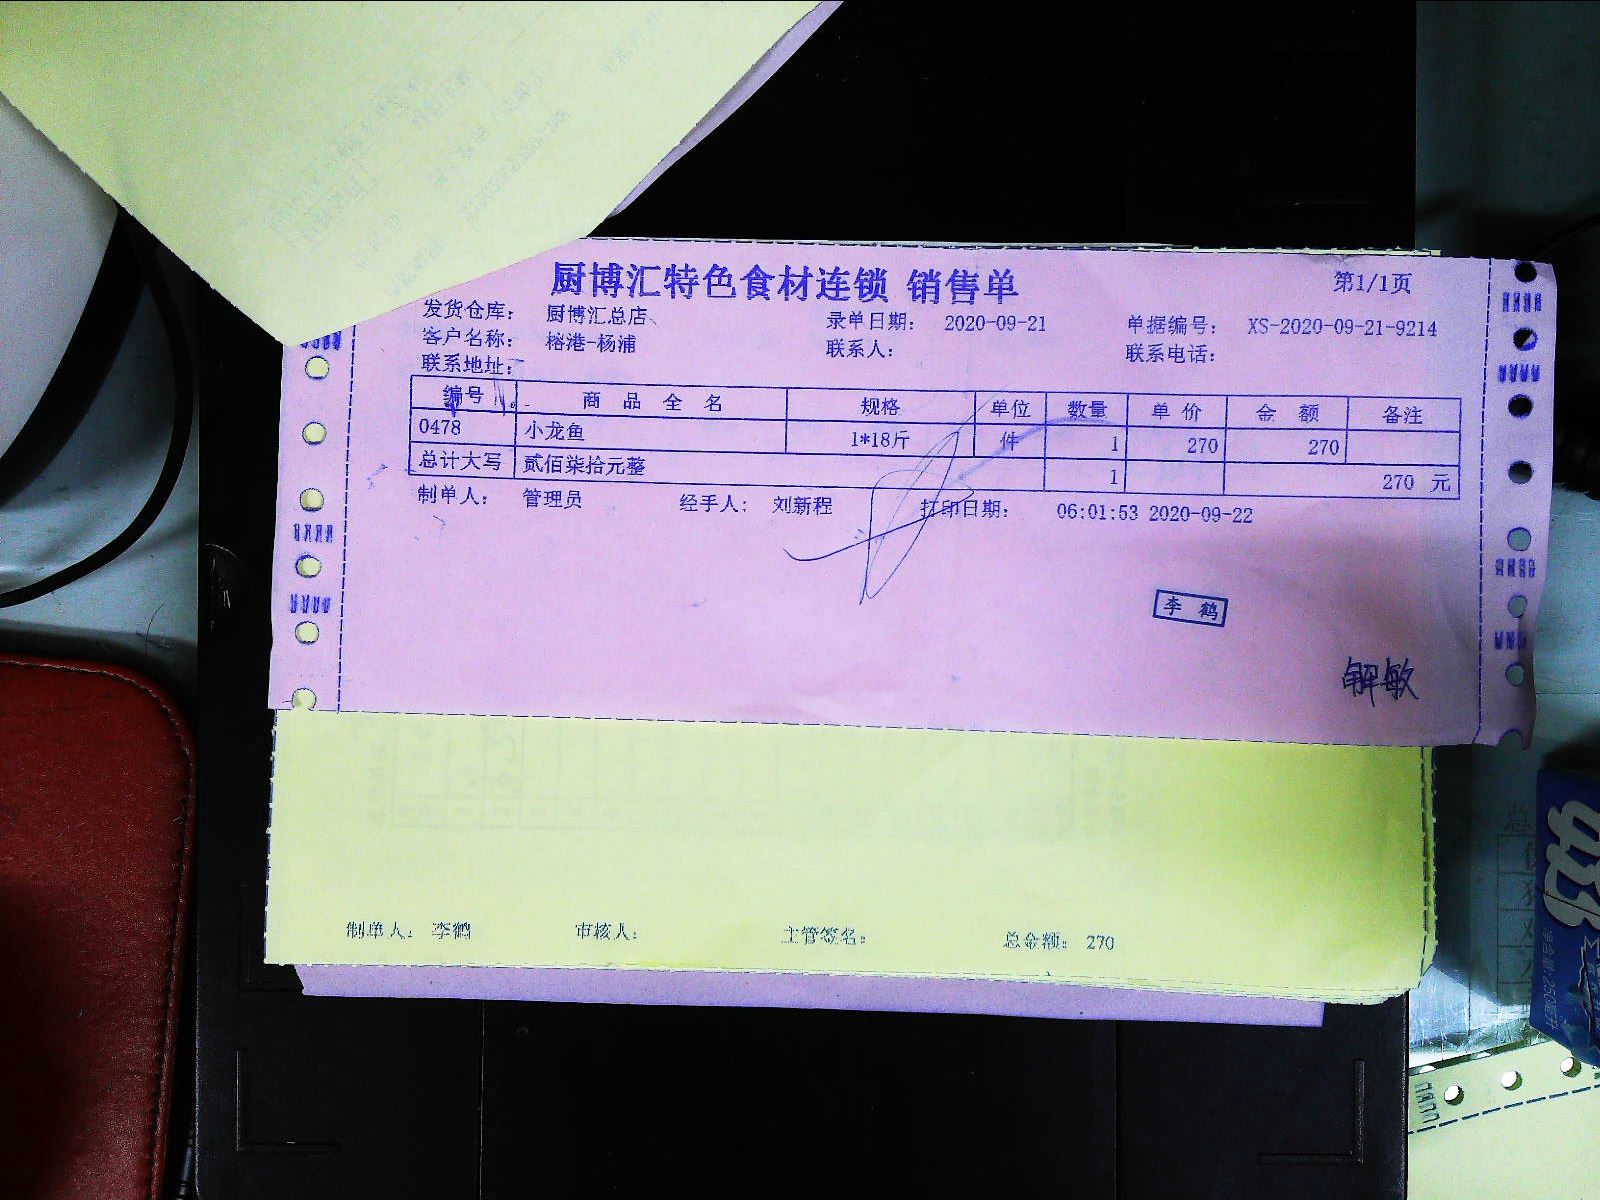 厨博汇特色食材连锁 销售单
第1/1页
发货仓库: 厨博汇总店 录单日期: 2020-09-21 单据编号: XS-2020-09-21-9214
客户名称: 榕港-杨浦 联系人: 联系电话:
联系地址:
编号 商品全名 规格 单位 数量 单价 金额 备注
0478 小龙鱼 1*18斤 件 1 270 270
总计大写 贰佰柒拾元整 1 270 元
制单人: 管理员 经手人: 刘新程 打印日期: 06:01:53 2020-09-22
李鹤
解敏
制单人: 李鹤 审核人: 主管签名: 总金额: 270